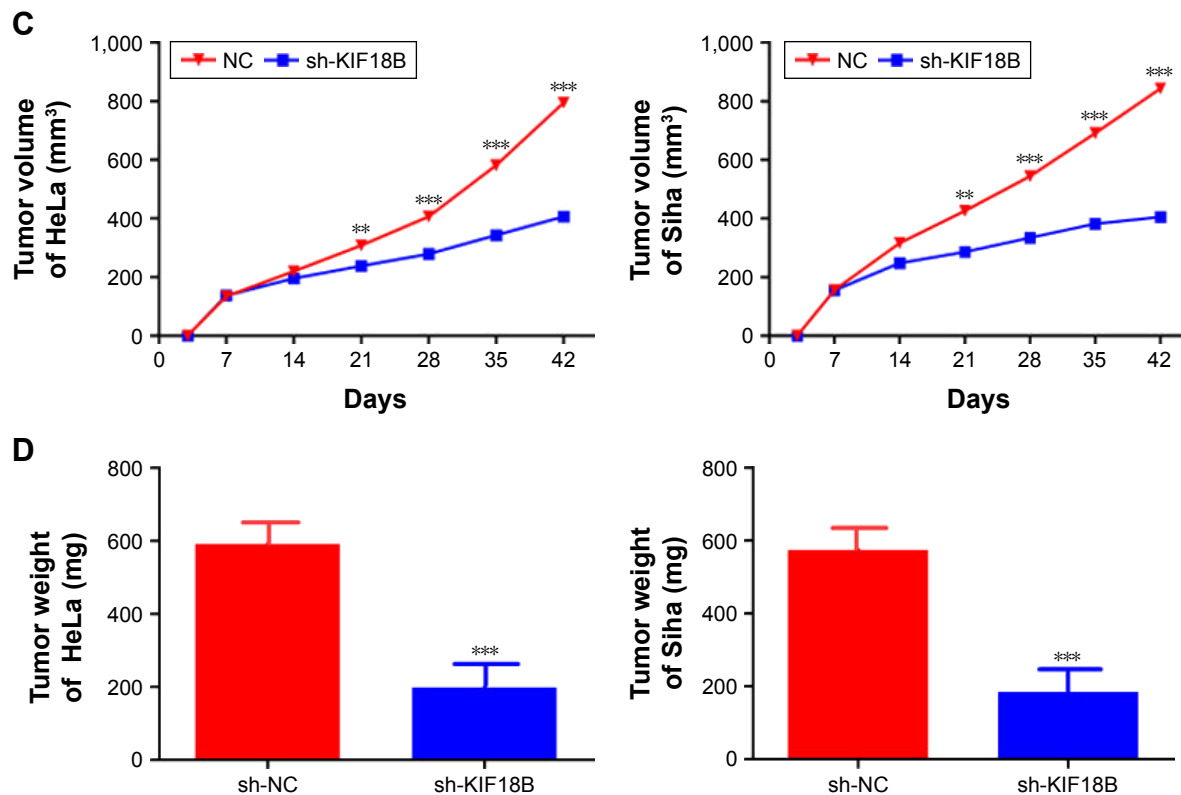 C
Tumor volume
of HeLa (mm³)
1,000
800
600
400
200
0
NC sh-KIF18B
**
***
***
***
0 7 14 21 28 35 42
Days
Tumor volume
of Siha (mm³)
1,000
800
600
400
200
0
NC sh-KIF18B
**
***
***
***
0 7 14 21 28 35 42
Days
D
Tumor weight
of HeLa (mg)
800
600
400
200
0
***
sh-NC sh-KIF18B
Tumor weight
of Siha (mg)
800
600
400
200
0
***
sh-NC sh-KIF18B